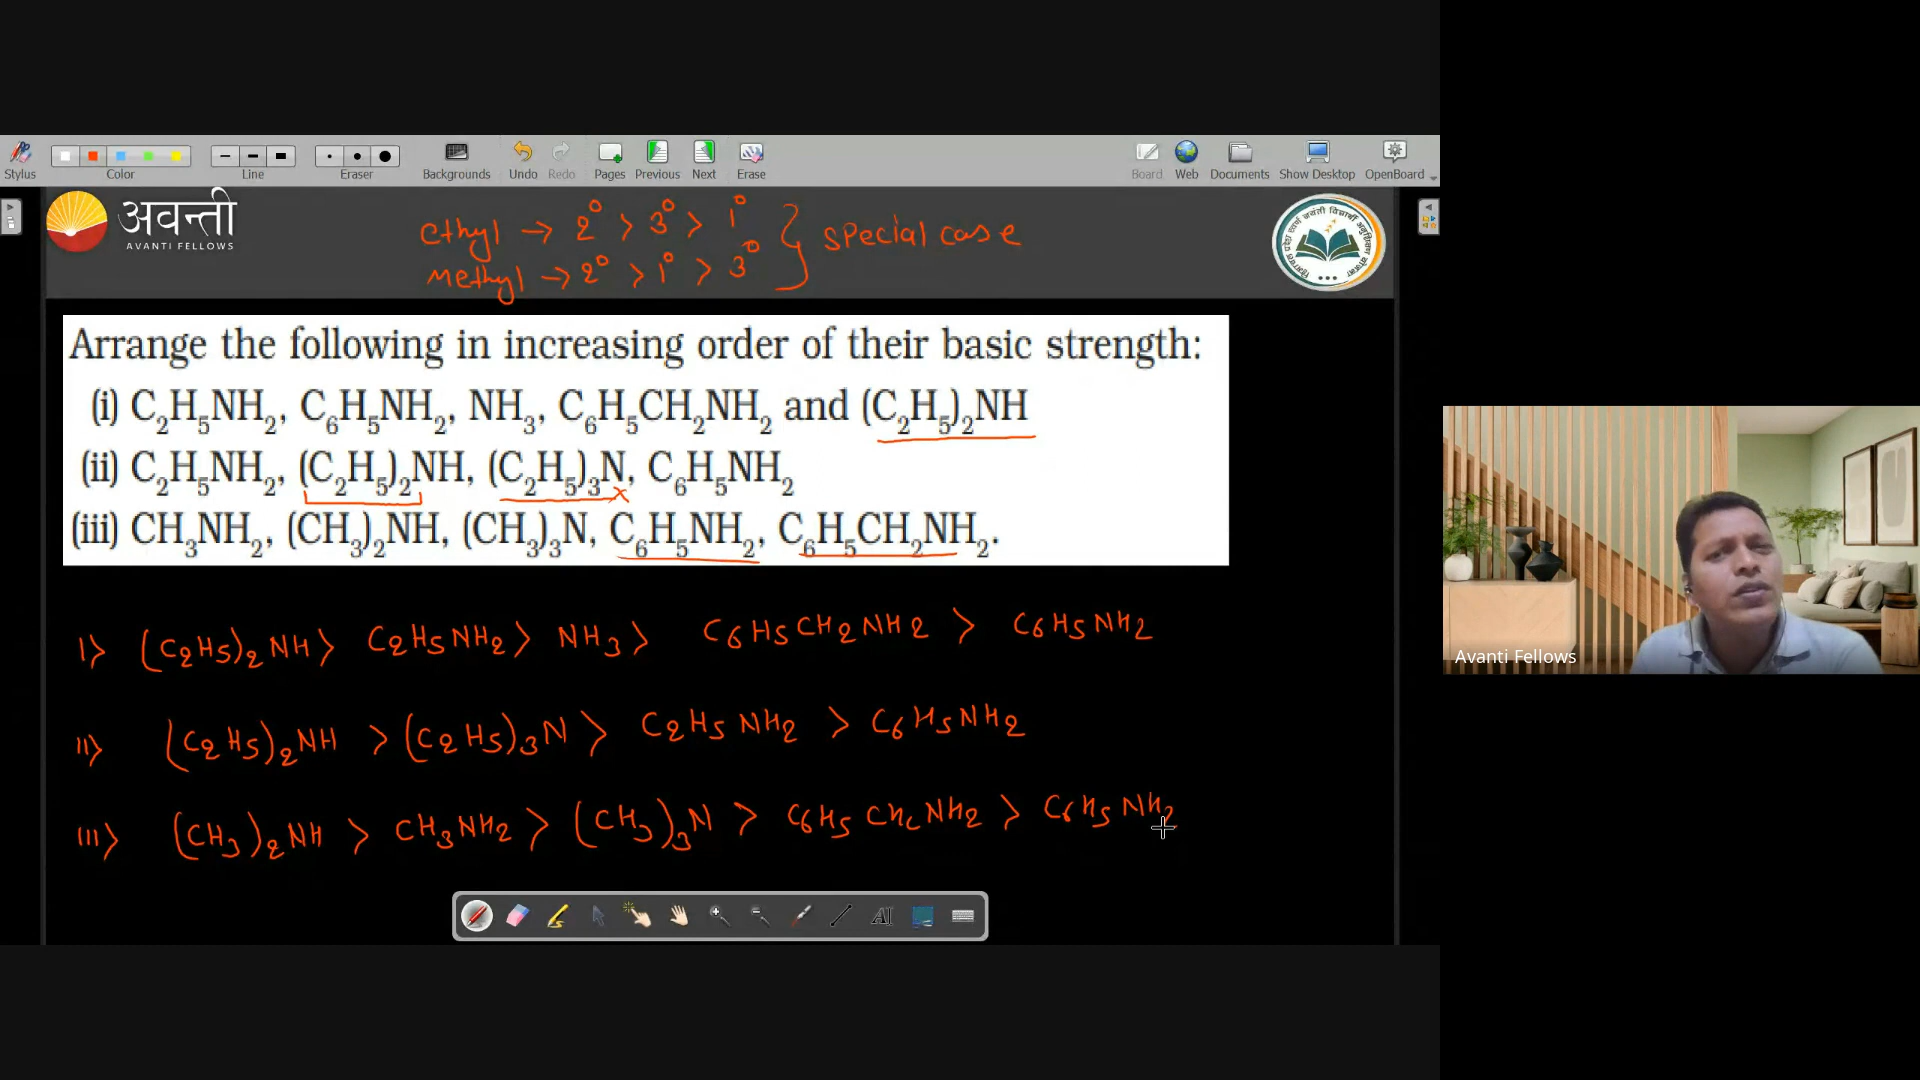 Stylus Color Line Eraser Backgrounds Undo Redo Pages Previous Next Erase Board Web Documents Show Desktop OpenBoard
अवन्ती
AVANTI FELLOWS
Ethyl → 2° > 3° > 1° } special case
Methyl → 2° > 1° > 3°
Arrange the following in increasing order of their basic strength:
(i) C₂H₅NH₂, C₆H₅NH₂, NH₃, C₆H₅CH₂NH₂ and (C₂H₅)₂NH
(ii) C₂H₅NH₂, (C₂H₅)₂NH, (C₂H₅)₃N, C₆H₅NH₂
(iii) CH₃NH₂, (CH₃)₂NH, (CH₃)₃N, C₆H₅NH₂, C₆H₅CH₂NH₂.
I) (C₂H₅)₂NH > C₂H₅NH₂ > NH₃ > C₆H₅CH₂NH₂ > C₆H₅NH₂
II) (C₂H₅)₂NH > (C₂H₅)₃N > C₂H₅NH₂ > C₆H₅NH₂
III) (CH₃)₂NH > CH₃NH₂ > (CH₃)₃N > C₆H₅CH₂NH₂ > C₆H₅NH₂
Avanti Fellows